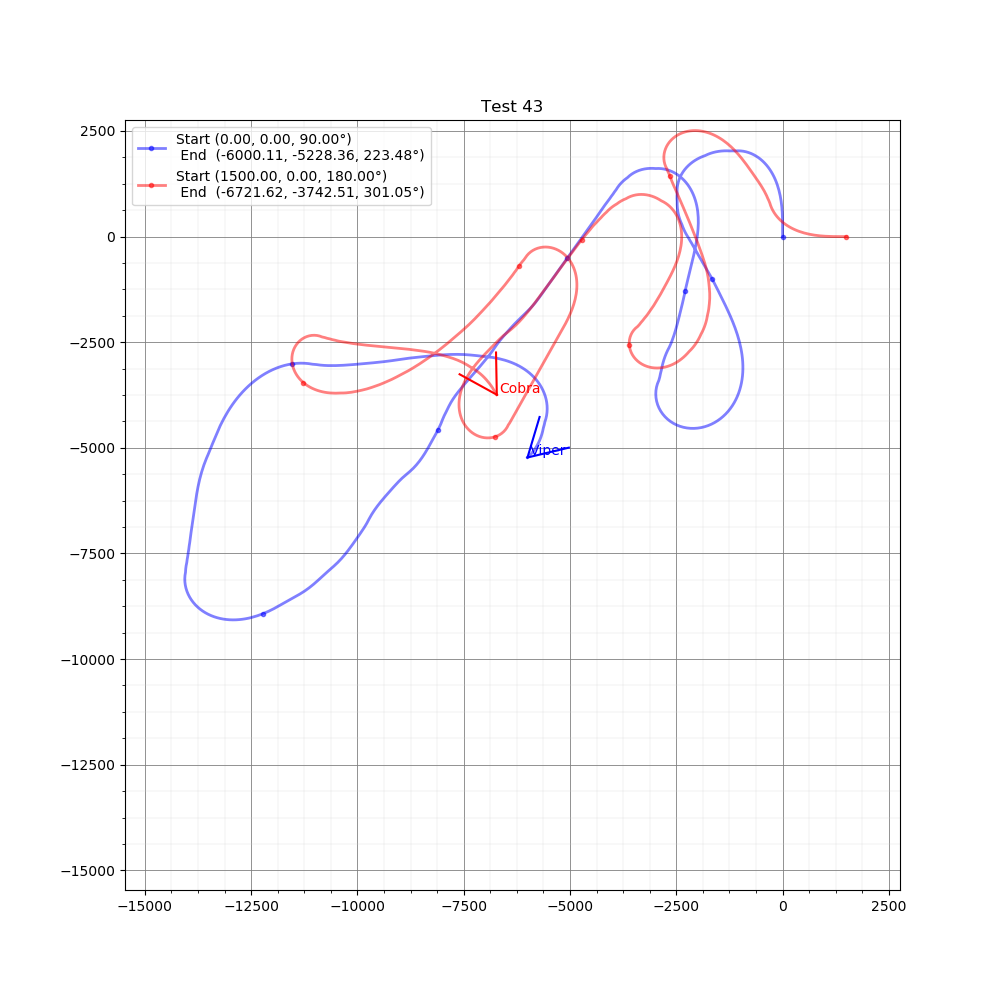 Test 43
Start (0.00, 0.00, 90.00°)
End  (-6000.11, -5228.36, 223.48°)
Start (1500.00, 0.00, 180.00°)
End  (-6721.62, -3742.51, 301.05°)
2500
0
−2500
−5000
−7500
−10000
−12500
−15000
Cobra
Viper
−15000 −12500 −10000 −7500 −5000 −2500 0 2500